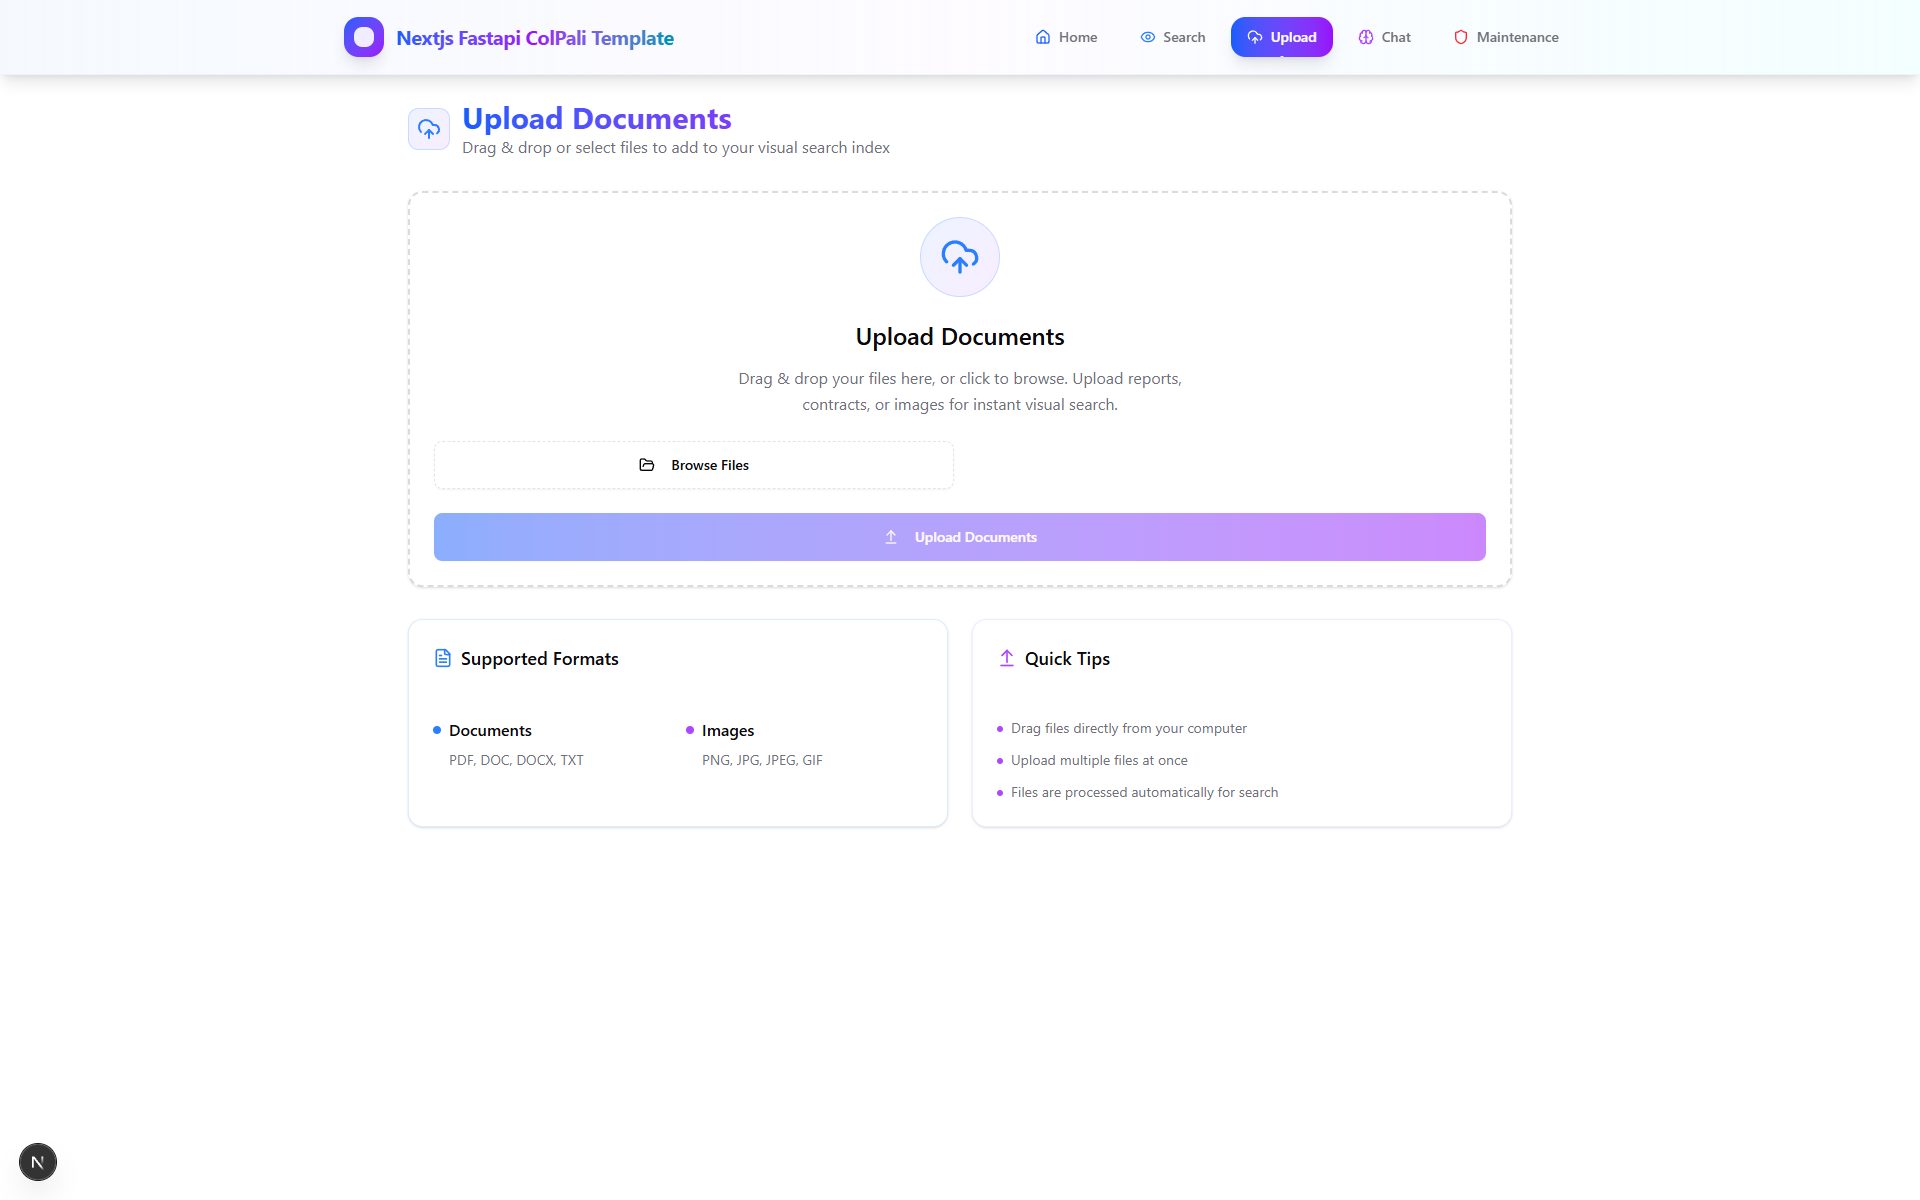 Nextjs Fastapi ColPali Template
Home
Search
Upload
Chat
Maintenance
Upload Documents
Drag & drop or select files to add to your visual search index
Upload Documents
Drag & drop your files here, or click to browse. Upload reports,
contracts, or images for instant visual search.
Browse Files
Upload Documents
Supported Formats
Documents
PDF, DOC, DOCX, TXT
Images
PNG, JPG, JPEG, GIF
Quick Tips
Drag files directly from your computer
Upload multiple files at once
Files are processed automatically for search
N